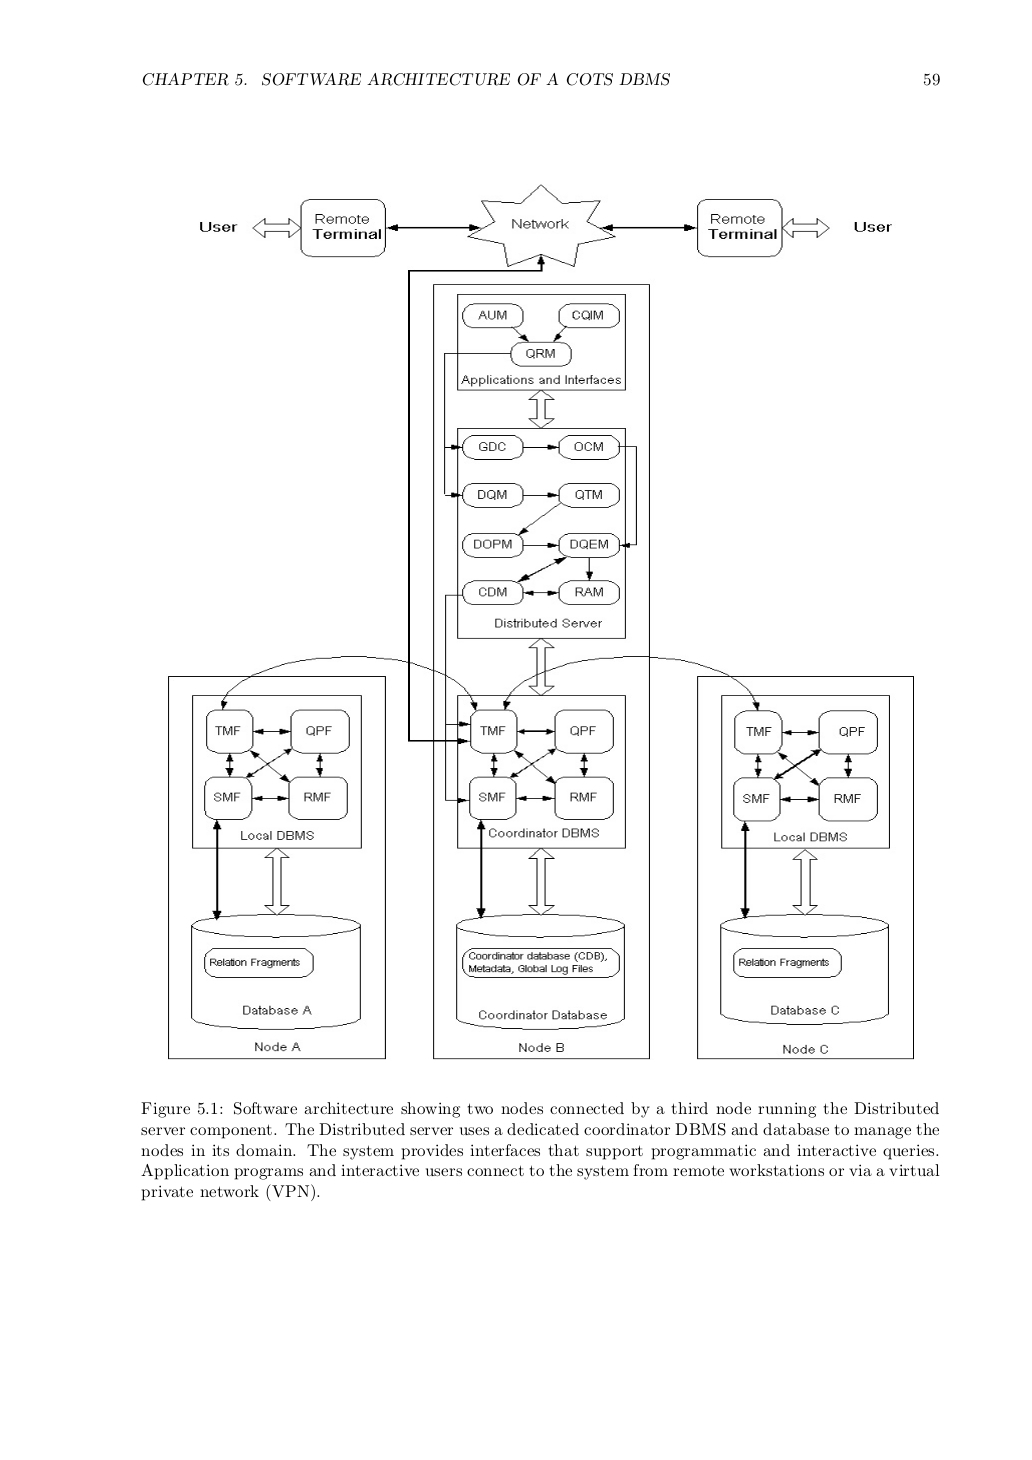 CHAPTER 5. SOFTWARE ARCHITECTURE OF A COTS DBMS 59
User
Remote
Terminal
Network
Remote
Terminal
User
AUM
CQIM
QRM
Applications and Interfaces
GDC
OCM
DQM
QTM
DOPM
DQEM
CDM
RAM
Distributed Server
TMF
QPF
SMF
RMF
Local DBMS
Relation Fragments
Database A
Node A
TMF
QPF
SMF
RMF
Coordinator DBMS
Coordinator database (CDB),
Metadata, Global Log Files
Coordinator Database
Node B
TMF
QPF
SMF
RMF
Local DBMS
Relation Fragments
Database C
Node C
Figure 5.1: Software architecture showing two nodes connected by a third node running the Distributed
server component. The Distributed server uses a dedicated coordinator DBMS and database to manage the
nodes in its domain. The system provides interfaces that support programmatic and interactive queries.
Application programs and interactive users connect to the system from remote workstations or via a virtual
private network (VPN).